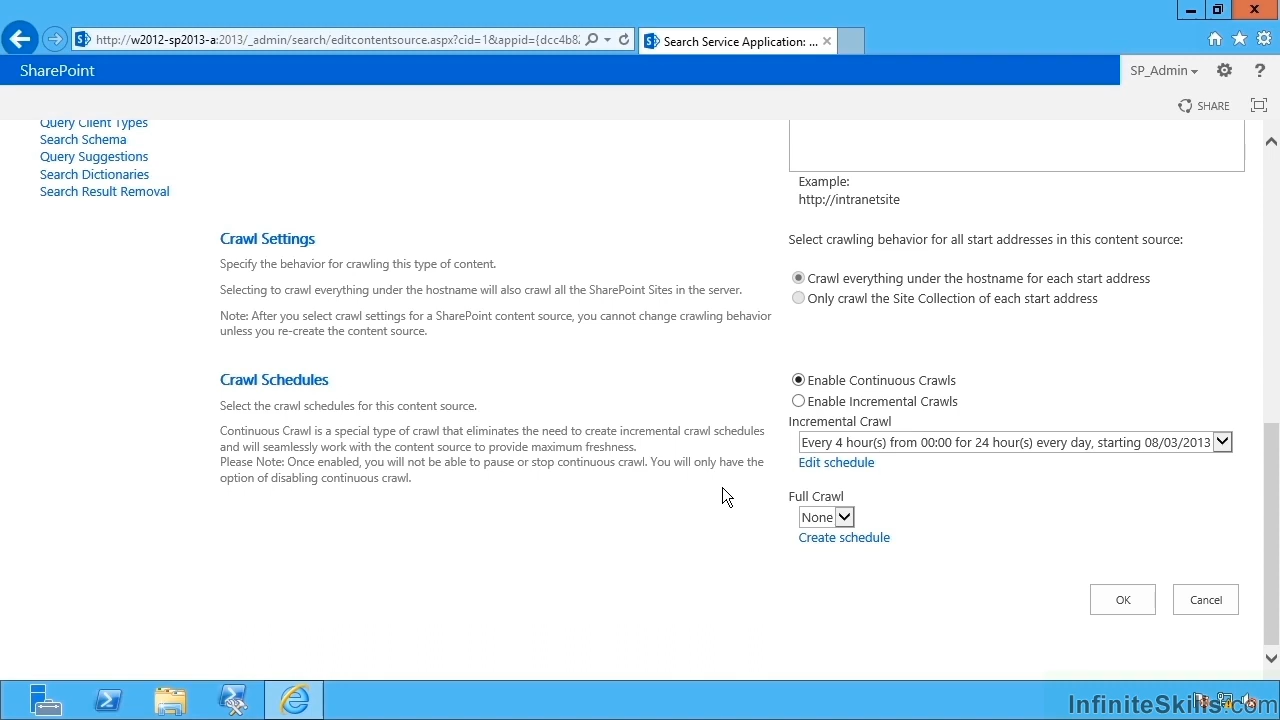 http://w2012-sp2013-a:2013/_admin/search/editcontentsource.aspx?cid=1&appid={dcc4b8
Search Service Application: ...
SharePoint
SP_Admin
SHARE
Query Client Types
Search Schema
Query Suggestions
Search Dictionaries
Search Result Removal
Example:
http://intranetsite
Crawl Settings
Specify the behavior for crawling this type of content.
Selecting to crawl everything under the hostname will also crawl all the SharePoint Sites in the server.
Note: After you select crawl settings for a SharePoint content source, you cannot change crawling behavior
unless you re-create the content source.
Select crawling behavior for all start addresses in this content source:
Crawl everything under the hostname for each start address
Only crawl the Site Collection of each start address
Crawl Schedules
Select the crawl schedules for this content source.
Continuous Crawl is a special type of crawl that eliminates the need to create incremental crawl schedules
and will seamlessly work with the content source to provide maximum freshness.
Please Note: Once enabled, you will not be able to pause or stop continuous crawl. You will only have the
option of disabling continuous crawl.
Enable Continuous Crawls
Enable Incremental Crawls
Incremental Crawl
Every 4 hour(s) from 00:00 for 24 hour(s) every day, starting 08/03/2013
Edit schedule
Full Crawl
None
Create schedule
OK
Cancel
InfiniteSkills.com